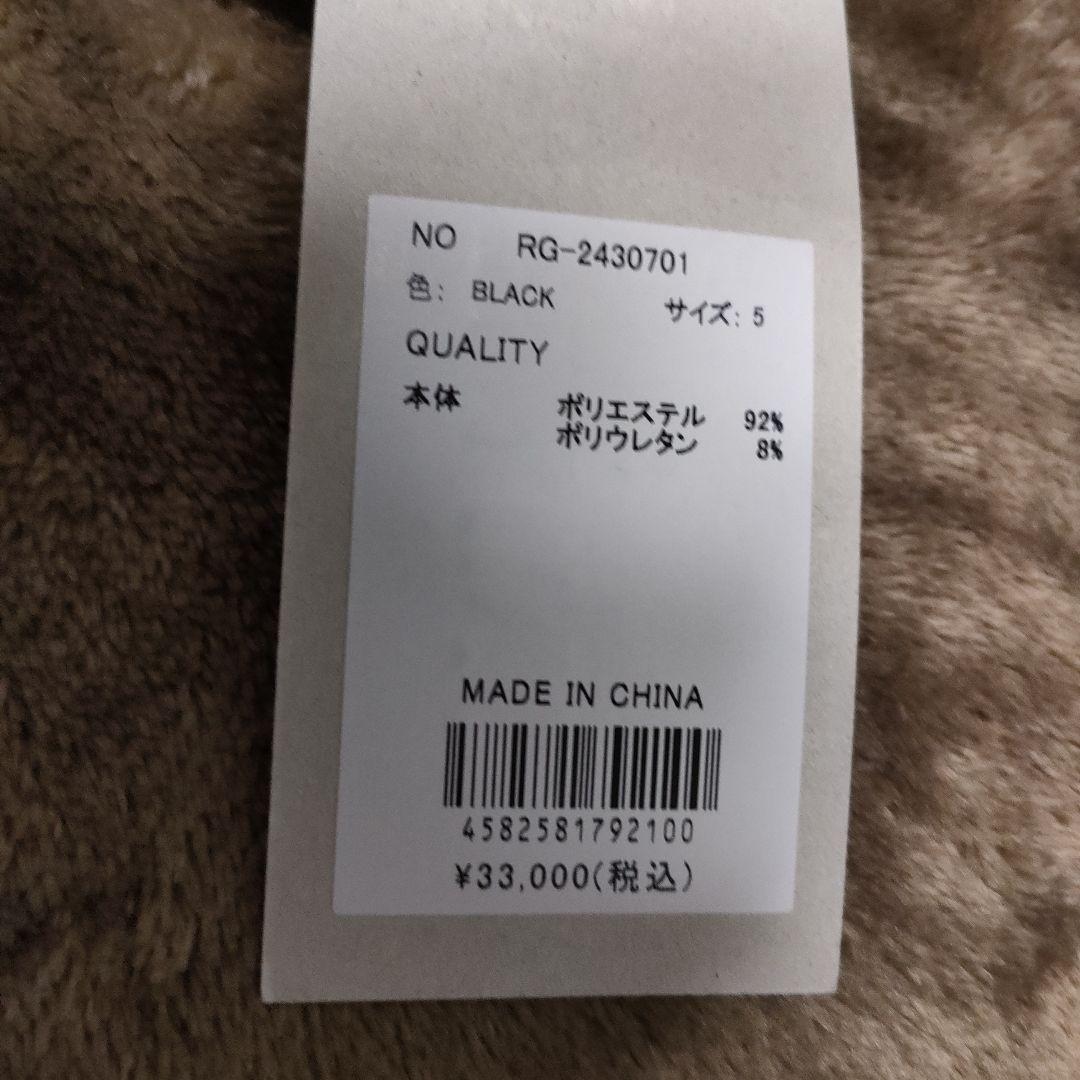 NO RG-2430701
色: BLACK サイズ: 5
QUALITY
本体 ポリエステル 92%
ポリウレタン 8%
MADE IN CHINA
4582581792100
¥33,000(税込)